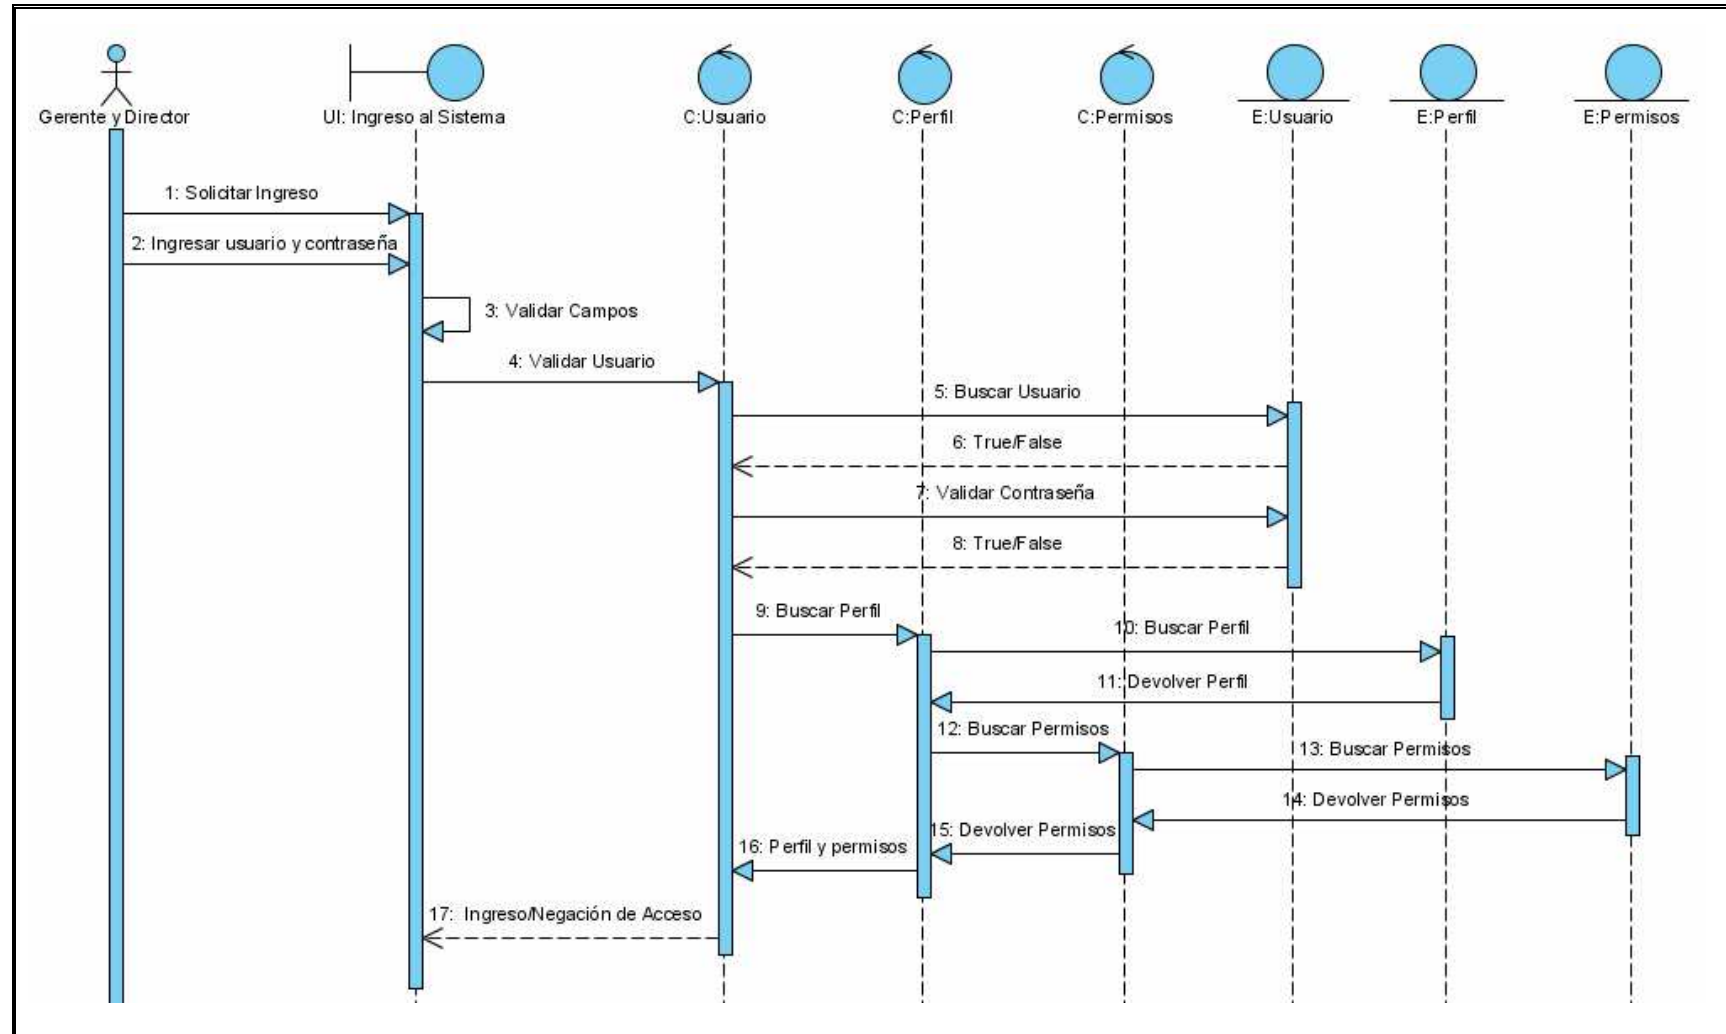 Gerente y Director
UI: Ingreso al Sistema
C:Usuario
C:Perfil
C:Permisos
E:Usuario
E:Perfil
E:Permisos
1: Solicitar Ingreso
2: Ingresar usuario y contraseña
3: Validar Campos
4: Validar Usuario
5: Buscar Usuario
6: True/False
7: Validar Contraseña
8: True/False
9: Buscar Perfil
10: Buscar Perfil
11: Devolver Perfil
12: Buscar Permisos
13: Buscar Permisos
14: Devolver Permisos
15: Devolver Permisos
16: Perfil y permisos
17: Ingreso/Negación de Acceso